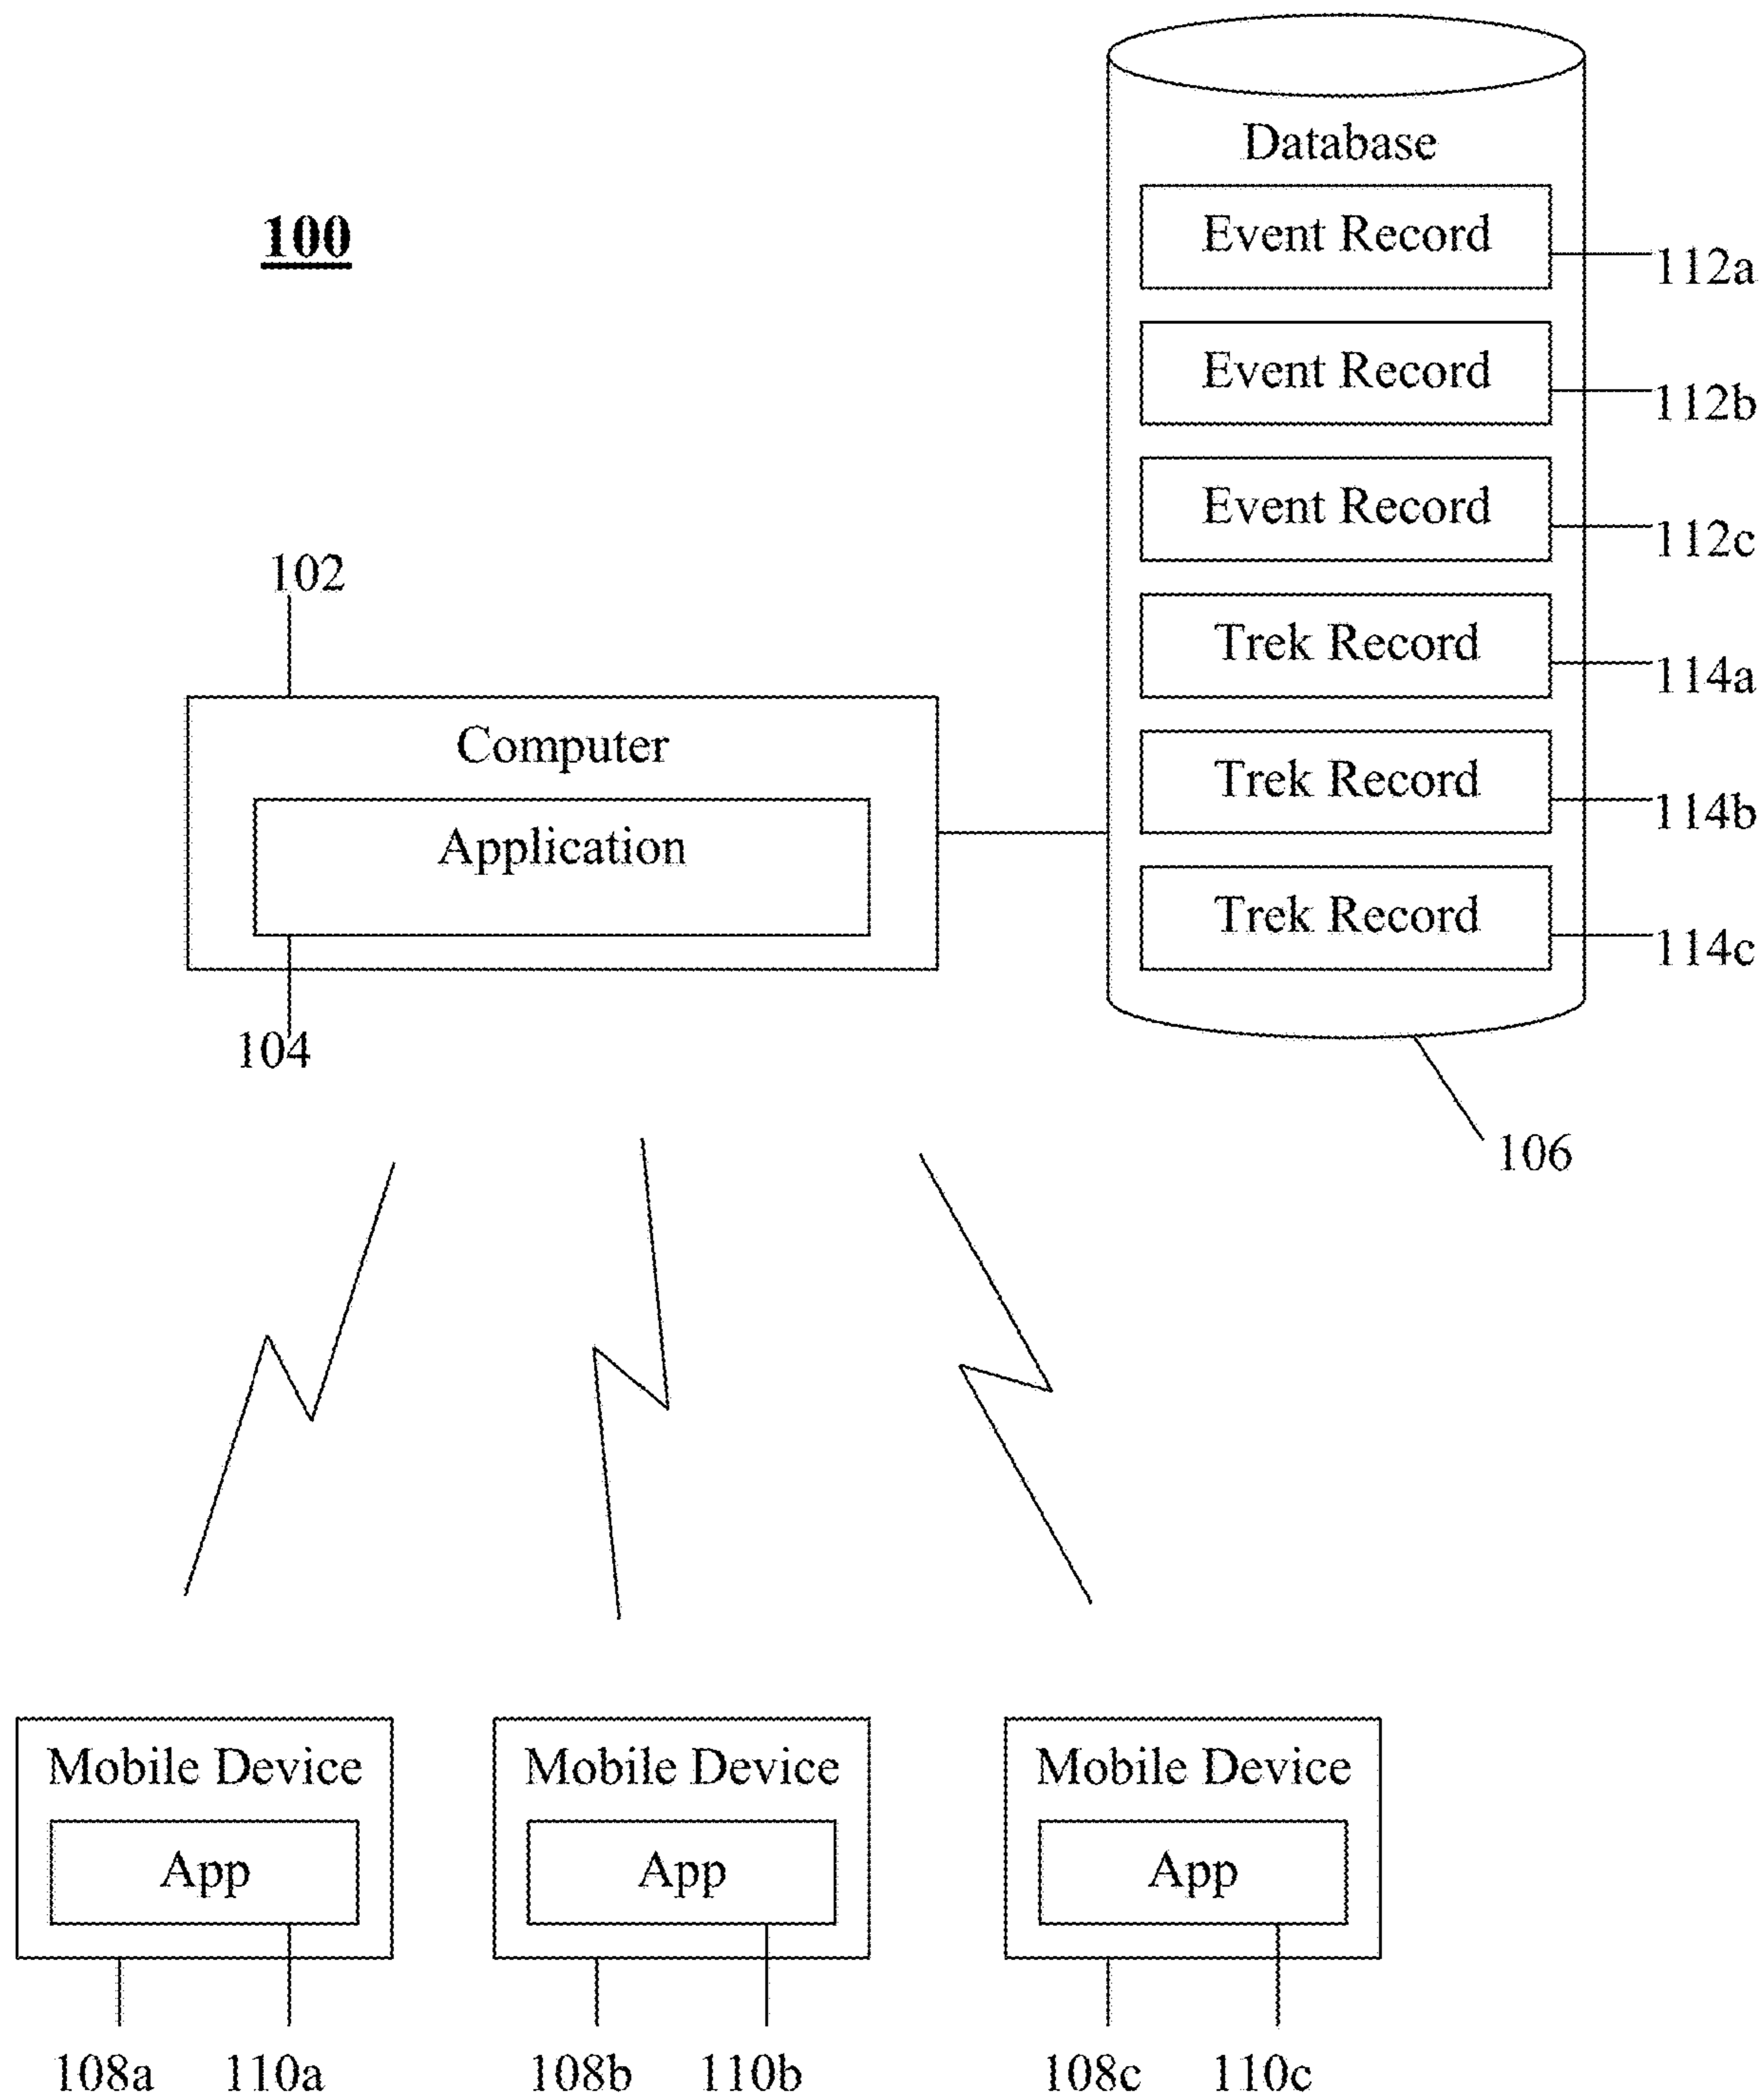 Database
100
Event Record
112a
Event Record
112b
Event Record
112c
102
Trek Record
114a
Computer
Trek Record
114b
Application
Trek Record
114c
104
106
Mobile Device
Mobile Device
Mobile Device
App
App
App
108a
110a
108b
110b
108c
110c